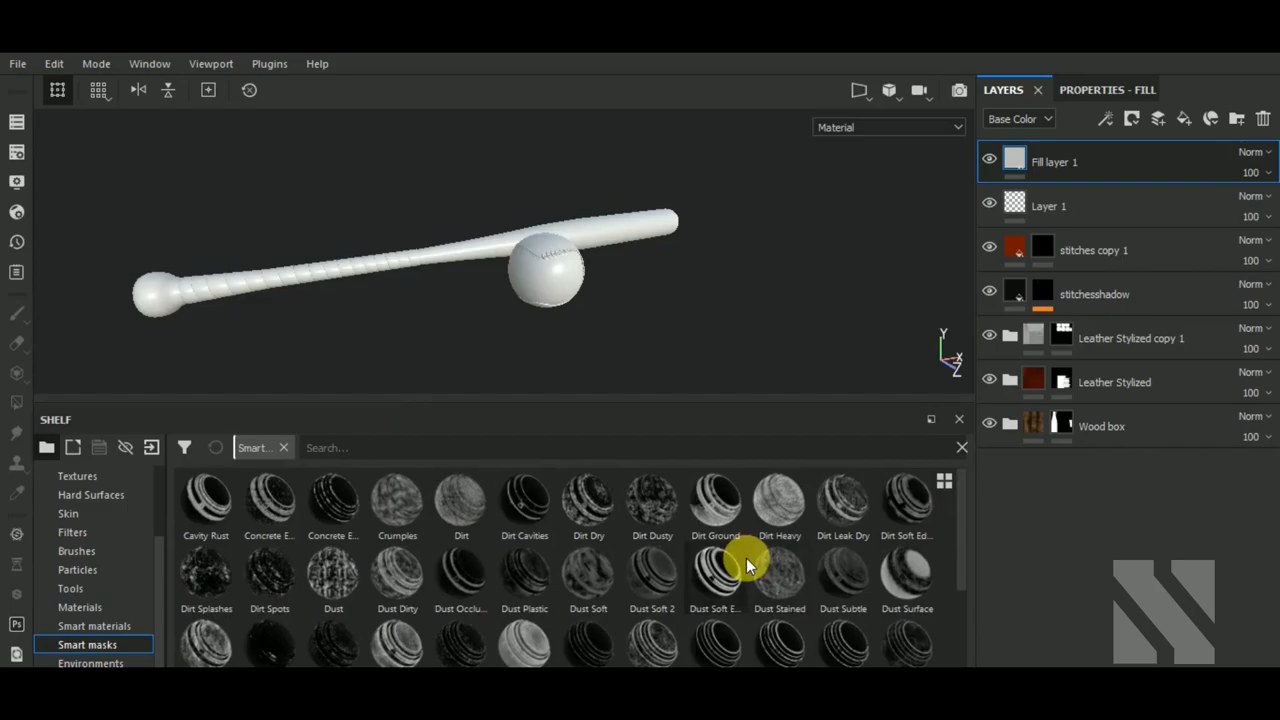 File Edit Mode Window Viewport Plugins Help
LAYERS PROPERTIES - FILL
Base Color
Material
Norm
Fill layer 1
100
Norm
Layer 1
100
Norm
stitches copy 1
100
Norm
stitchesshadow
100
Norm
Leather Stylized copy 1
100
Norm
Leather Stylized
100
Norm
Wood box
100
Y
X
Z
SHELF
Smart... Search...
Textures
Hard Surfaces
Skin
Filters
Brushes
Particles
Tools
Materials
Smart materials
Smart masks
Environments
Cavity Rust Concrete E... Concrete E... Crumples Dirt Dirt Cavities Dirt Dry Dirt Dusty Dirt Ground Dirt Heavy Dirt Leak Dry Dirt Soft Ed...
Dirt Splashes Dirt Spots Dust Dust Dirty Dust Occlu... Dust Plastic Dust Soft Dust Soft 2 Dust Soft E... Dust Stained Dust Subtle Dust Surface
Ps